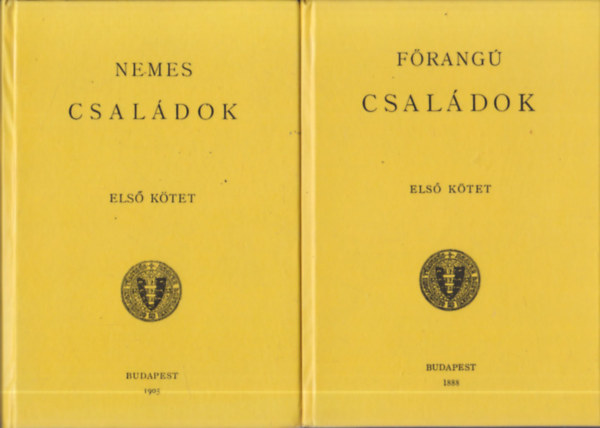 NEMES
CSALÁDOK
ELSŐ KÖTET
BUDAPEST
1905
FŐRANGÚ
CSALÁDOK
ELSŐ KÖTET
BUDAPEST
1888